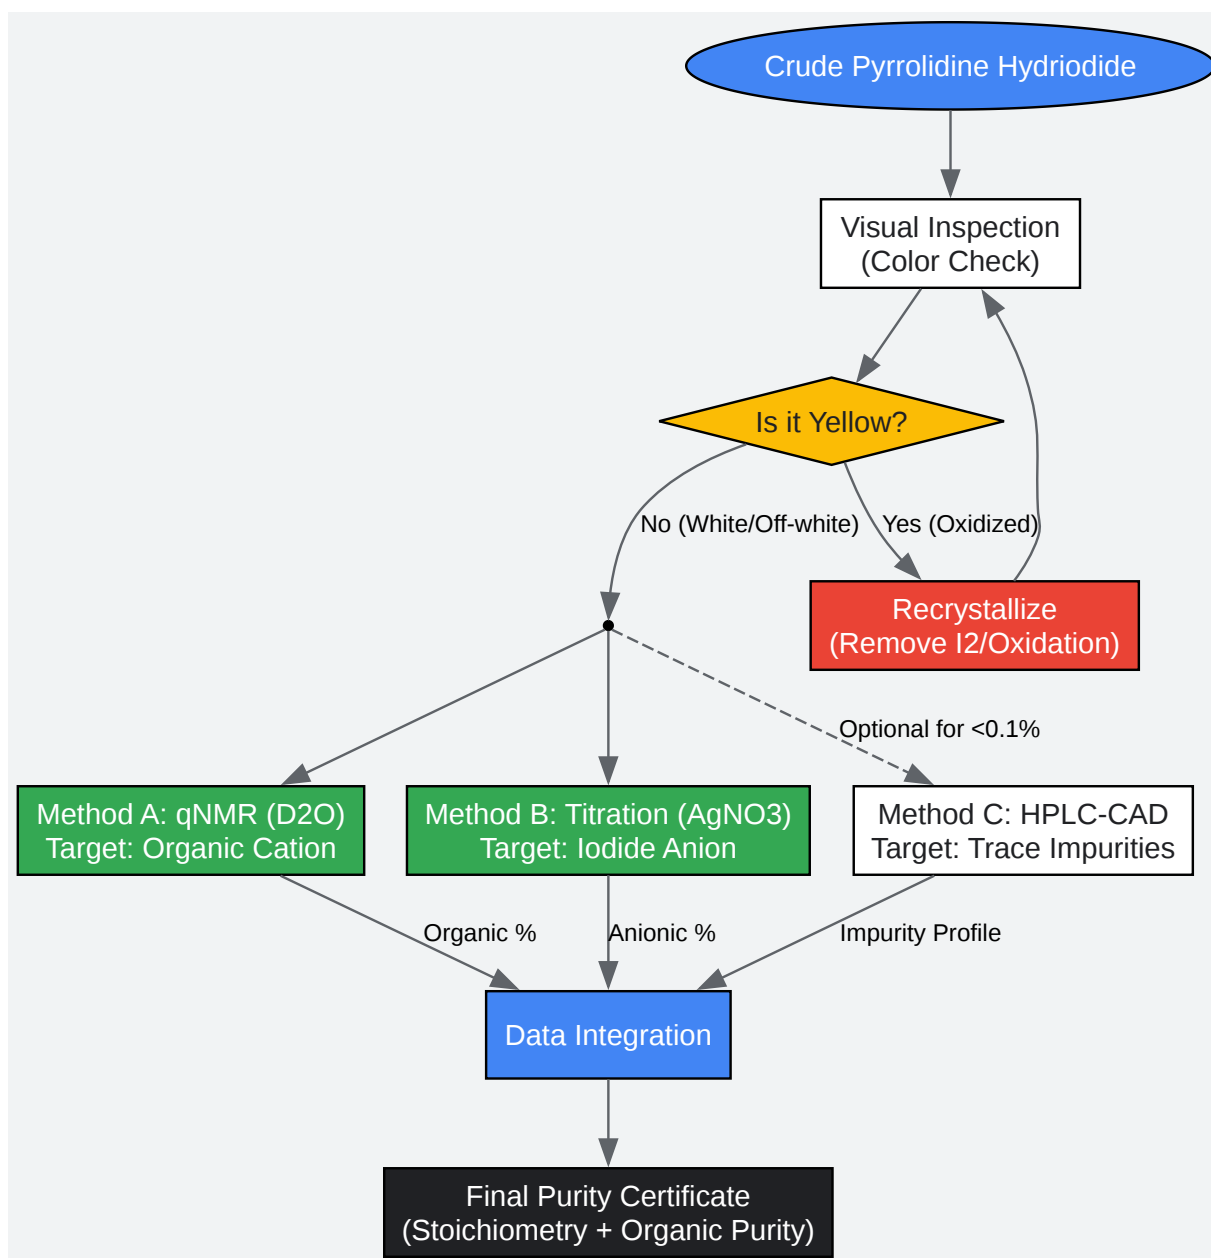 Crude Pyrrolidine Hydriodide
Visual Inspection
(Color Check)
Is it Yellow?
No (White/Off-white)
Yes (Oxidized)
Recrystallize
(Remove I2/Oxidation)
Optional for <0.1%
Method A: qNMR (D2O)
Target: Organic Cation
Method B: Titration (AgNO3)
Target: Iodide Anion
Method C: HPLC-CAD
Target: Trace Impurities
Organic %
Anionic %
Impurity Profile
Data Integration
Final Purity Certificate
(Stoichiometry + Organic Purity)